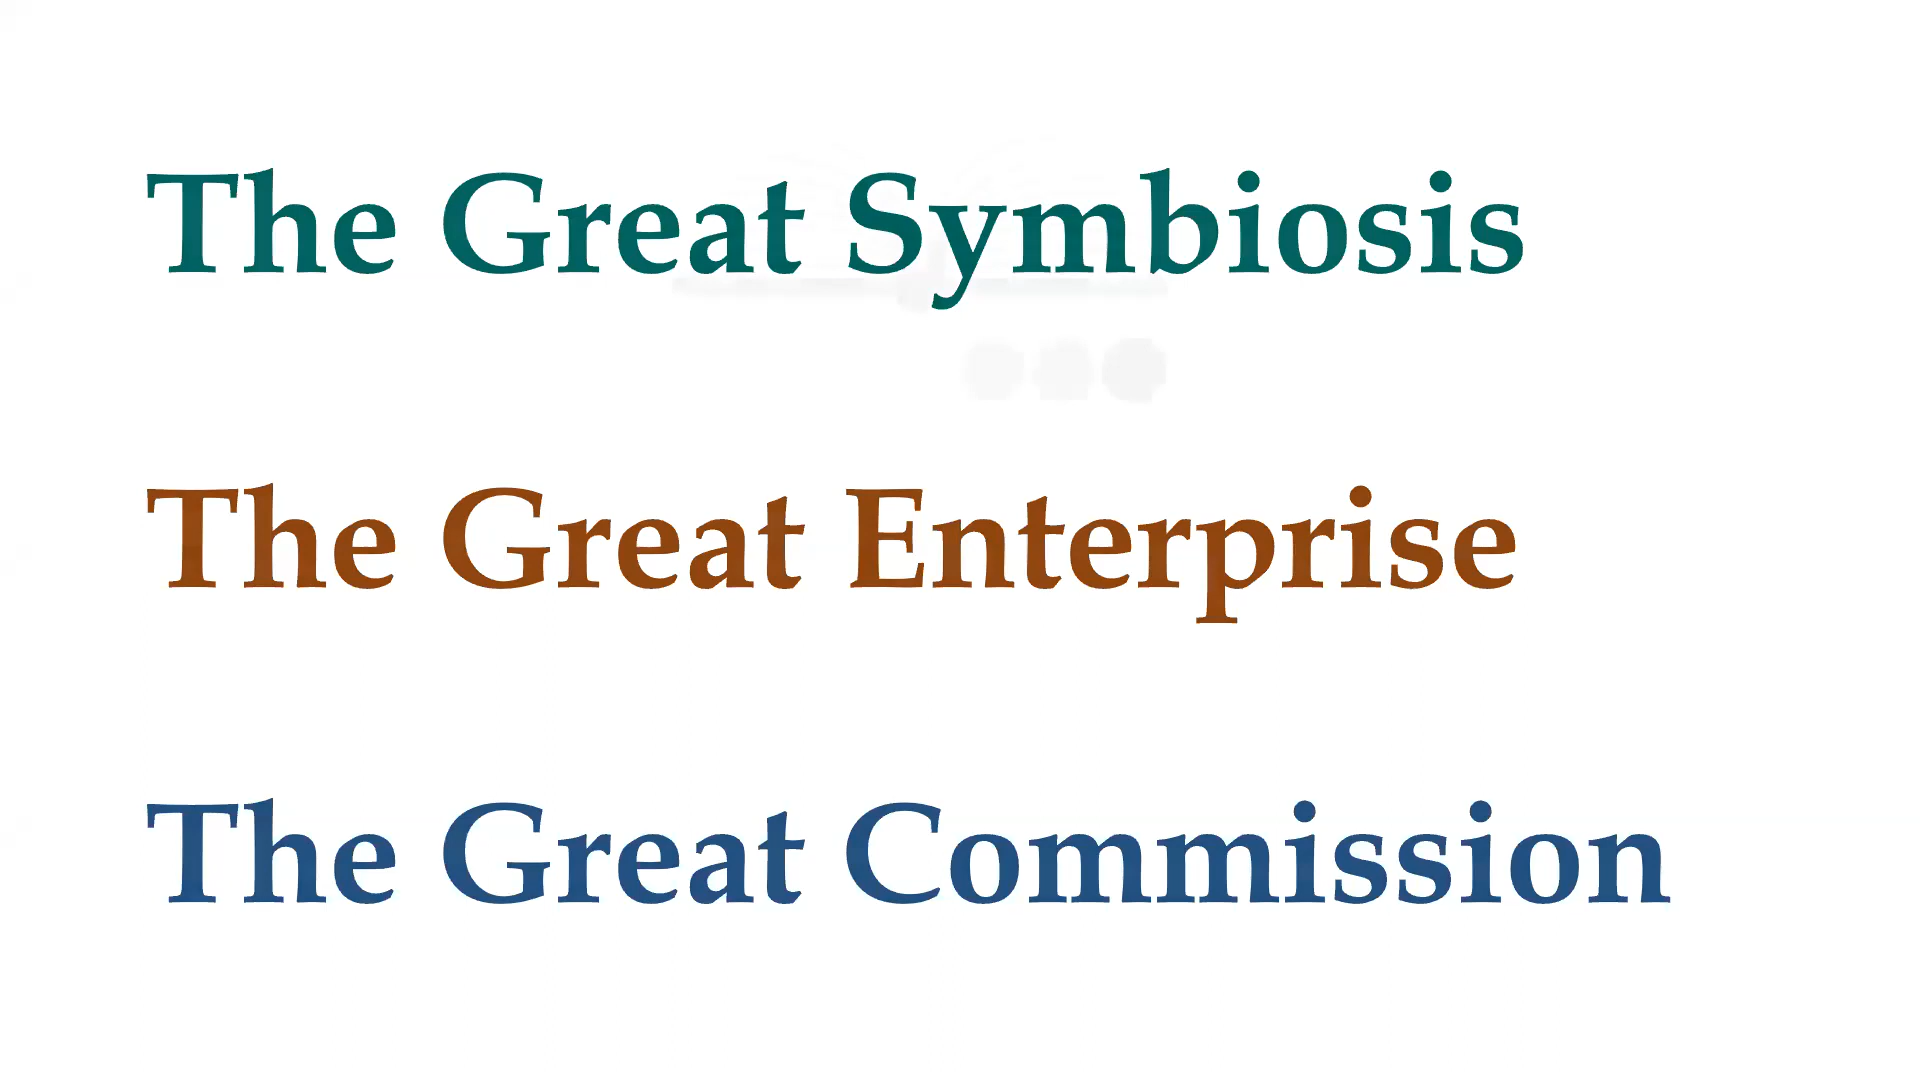 The Great Symbiosis
The Great Enterprise
The Great Commission